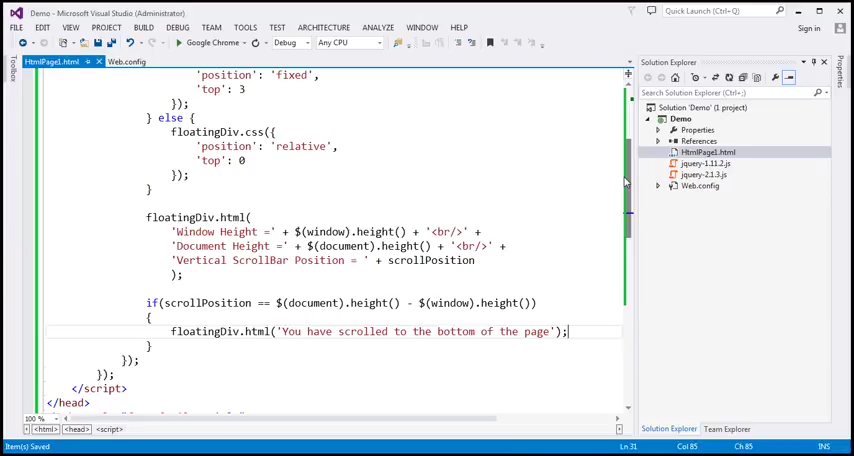 Demo - Microsoft Visual Studio (Administrator)
Quick Launch (Ctrl+Q)
FILE EDIT VIEW PROJECT BUILD DEBUG TEAM TOOLS TEST ARCHITECTURE ANALYZE WINDOW HELP
Sign in
Google Chrome Debug Any CPU
Toolbox
HtmlPage1.html Web.config
'position': 'fixed',
'top': 3
});
} else {
floatingDiv.css({
'position': 'relative',
'top': 0
});
}
floatingDiv.html(
'Window Height =' + $(window).height() + '<br/>' +
'Document Height =' + $(document).height() + '<br/>' +
'Vertical ScrollBar Position = ' + scrollPosition
);
if(scrollPosition == $(document).height() - $(window).height())
{
floatingDiv.html('You have scrolled to the bottom of the page');
}
});
});
</script>
</head>
100 %
<html> <head> <script>
Solution Explorer
Search Solution Explorer (Ctrl+;)
Solution 'Demo' (1 project)
Demo
Properties
References
HtmlPage1.html
jquery-1.11.2.js
jquery-2.1.3.js
Web.config
Solution Explorer Team Explorer
Properties
Item(s) Saved Ln 31 Col 85 Ch 85 INS